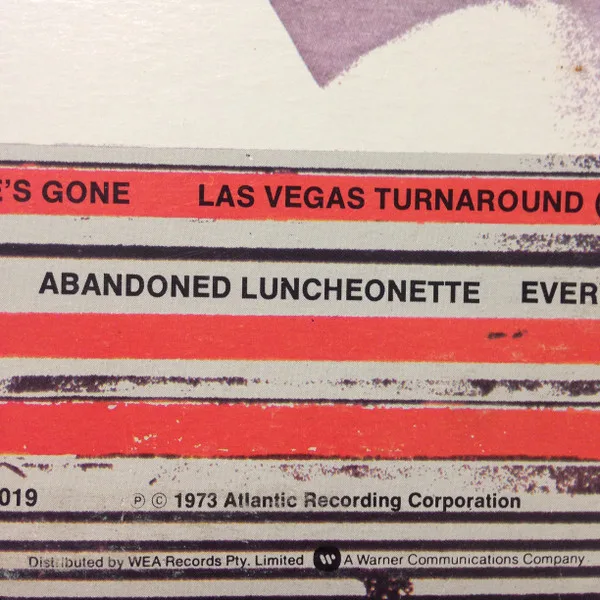 E'S GONE LAS VEGAS TURNAROUND (
ABANDONED LUNCHEONETTE EVER
019 ℗ © 1973 Atlantic Recording Corporation
Distributed by WEA Records Pty. Limited W A Warner Communications Company